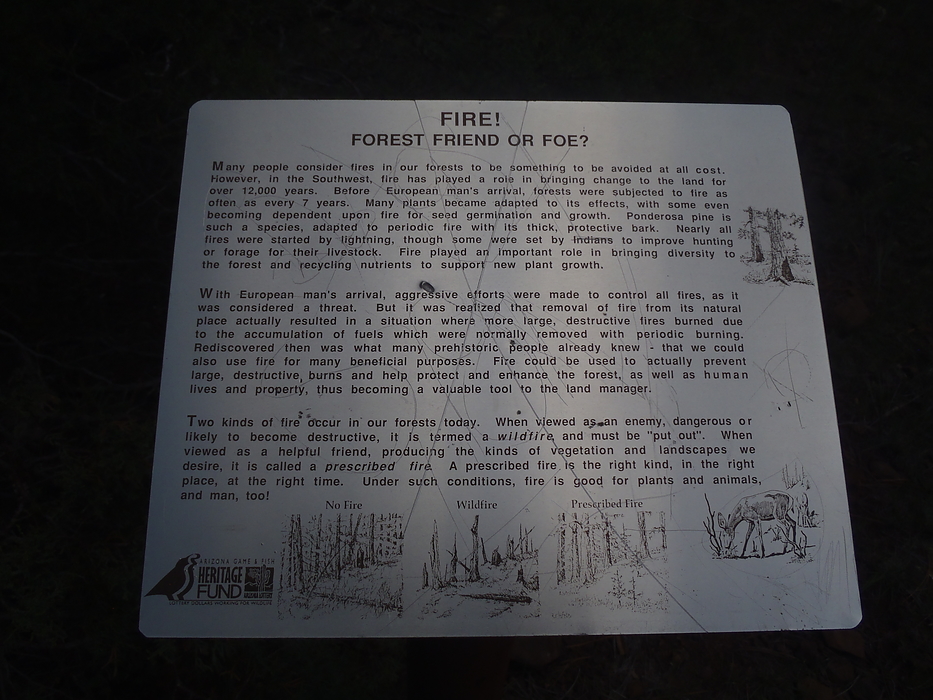 FIRE!
FOREST FRIEND OR FOE?
Many people consider fires in our forests to be something to be avoided at all cost.
However, in the Southwest, fire has played a role in bringing change to the land for
over 12,000 years. Before European man's arrival, forests were subjected to fire as
often as every 7 years. Many plants became adapted to its effects, with some even
becoming dependent upon fire for seed germination and growth. Ponderosa pine is
such a species, adapted to periodic fire with its thick, protective bark. Nearly all
fires were started by lightning, though some were set by Indians to improve hunting
or forage for their livestock. Fire played an important role in bringing diversity to
the forest and recycling nutrients to support new plant growth.
With European man's arrival, aggressive efforts were made to control all fires, as it
was considered a threat. But it was realized that removal of fire from its natural
place actually resulted in a situation where more large, destructive fires burned due
to the accumulation of fuels which were normally removed with periodic burning.
Rediscovered then was what many prehistoric people already knew - that we could
also use fire for many beneficial purposes. Fire could be used to actually prevent
large, destructive burns and help protect and enhance the forest, as well as human
lives and property, thus becoming a valuable tool to the land manager.
Two kinds of fire occur in our forests today. When viewed as an enemy, dangerous or
likely to become destructive, it is termed a wildfire and must be "put out". When
viewed as a helpful friend, producing the kinds of vegetation and landscapes we
desire, it is called a prescribed fire. A prescribed fire is the right kind, in the right
place, at the right time. Under such conditions, fire is good for plants and animals,
and man, too!
No Fire Wildfire Prescribed Fire
ARIZONA GAME & FISH
HERITAGE
FUND
LOTTERY DOLLARS WORKING FOR WILDLIFE